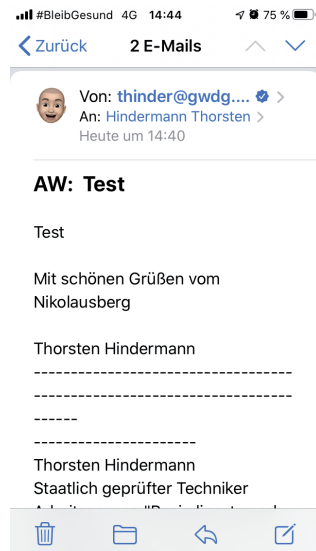 #BleibGesund 4G 14:44 75 %
Zurück 2 E-Mails
Von: thinder@gwdg....
An: Hindermann Thorsten
Heute um 14:40
AW: Test
Test
Mit schönen Grüßen vom
Nikolausberg
Thorsten Hindermann
-----------------------------------
-----------------------------------
------
----------------------
Thorsten Hindermann
Staatlich geprüfter Techniker